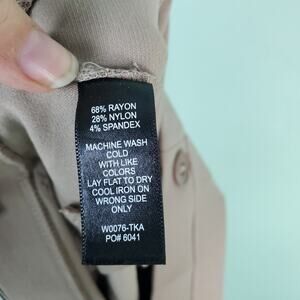 68% RAYON
28% NYLON
4% SPANDEX
MACHINE WASH
COLD
WITH LIKE
COLORS
LAY FLAT TO DRY
COOL IRON ON
WRONG SIDE
ONLY
W0076-TKA
PO# 6041